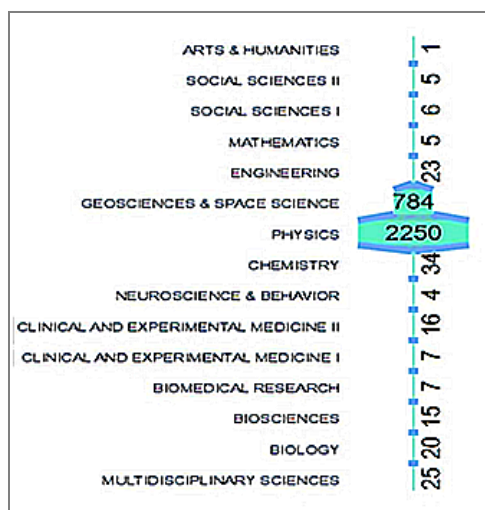 ARTS & HUMANITIES 1
SOCIAL SCIENCES II 5
SOCIAL SCIENCES I 6
MATHEMATICS 5
ENGINEERING 23
GEOSCIENCES & SPACE SCIENCE 784
PHYSICS 2250
CHEMISTRY 34
NEUROSCIENCE & BEHAVIOR 4
CLINICAL AND EXPERIMENTAL MEDICINE II 16
CLINICAL AND EXPERIMENTAL MEDICINE I 7
BIOMEDICAL RESEARCH 7
BIOSCIENCES 15
BIOLOGY 20
MULTIDISCIPLINARY SCIENCES 25